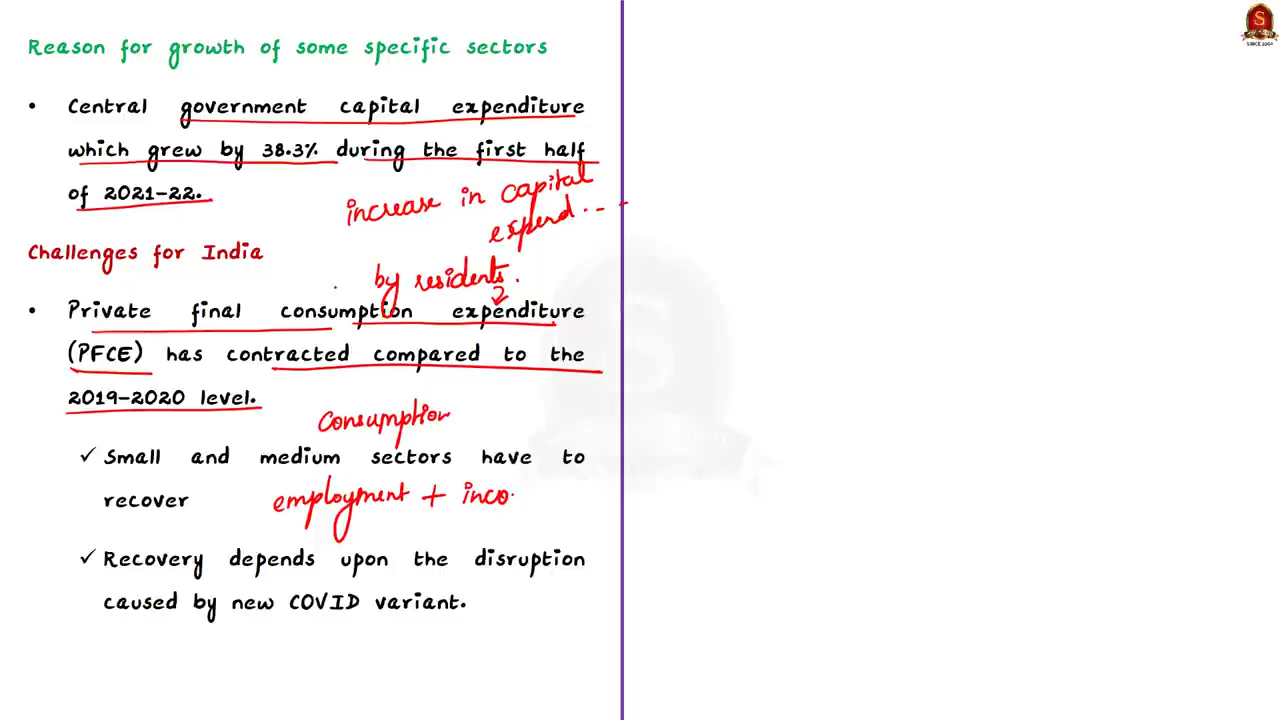 Reason for growth of some specific sectors
• Central government capital expenditure
which grew by 38.3% during the first half
of 2021-22.
increase in capital
expend...
Challenges for India
by residents.
• Private final consumption expenditure
(PFCE) has contracted compared to the
2019-2020 level.
Consumption
✓ Small and medium sectors have to
recover
employment + inco
✓ Recovery depends upon the disruption
caused by new COVID variant.
S
SINCE 2004